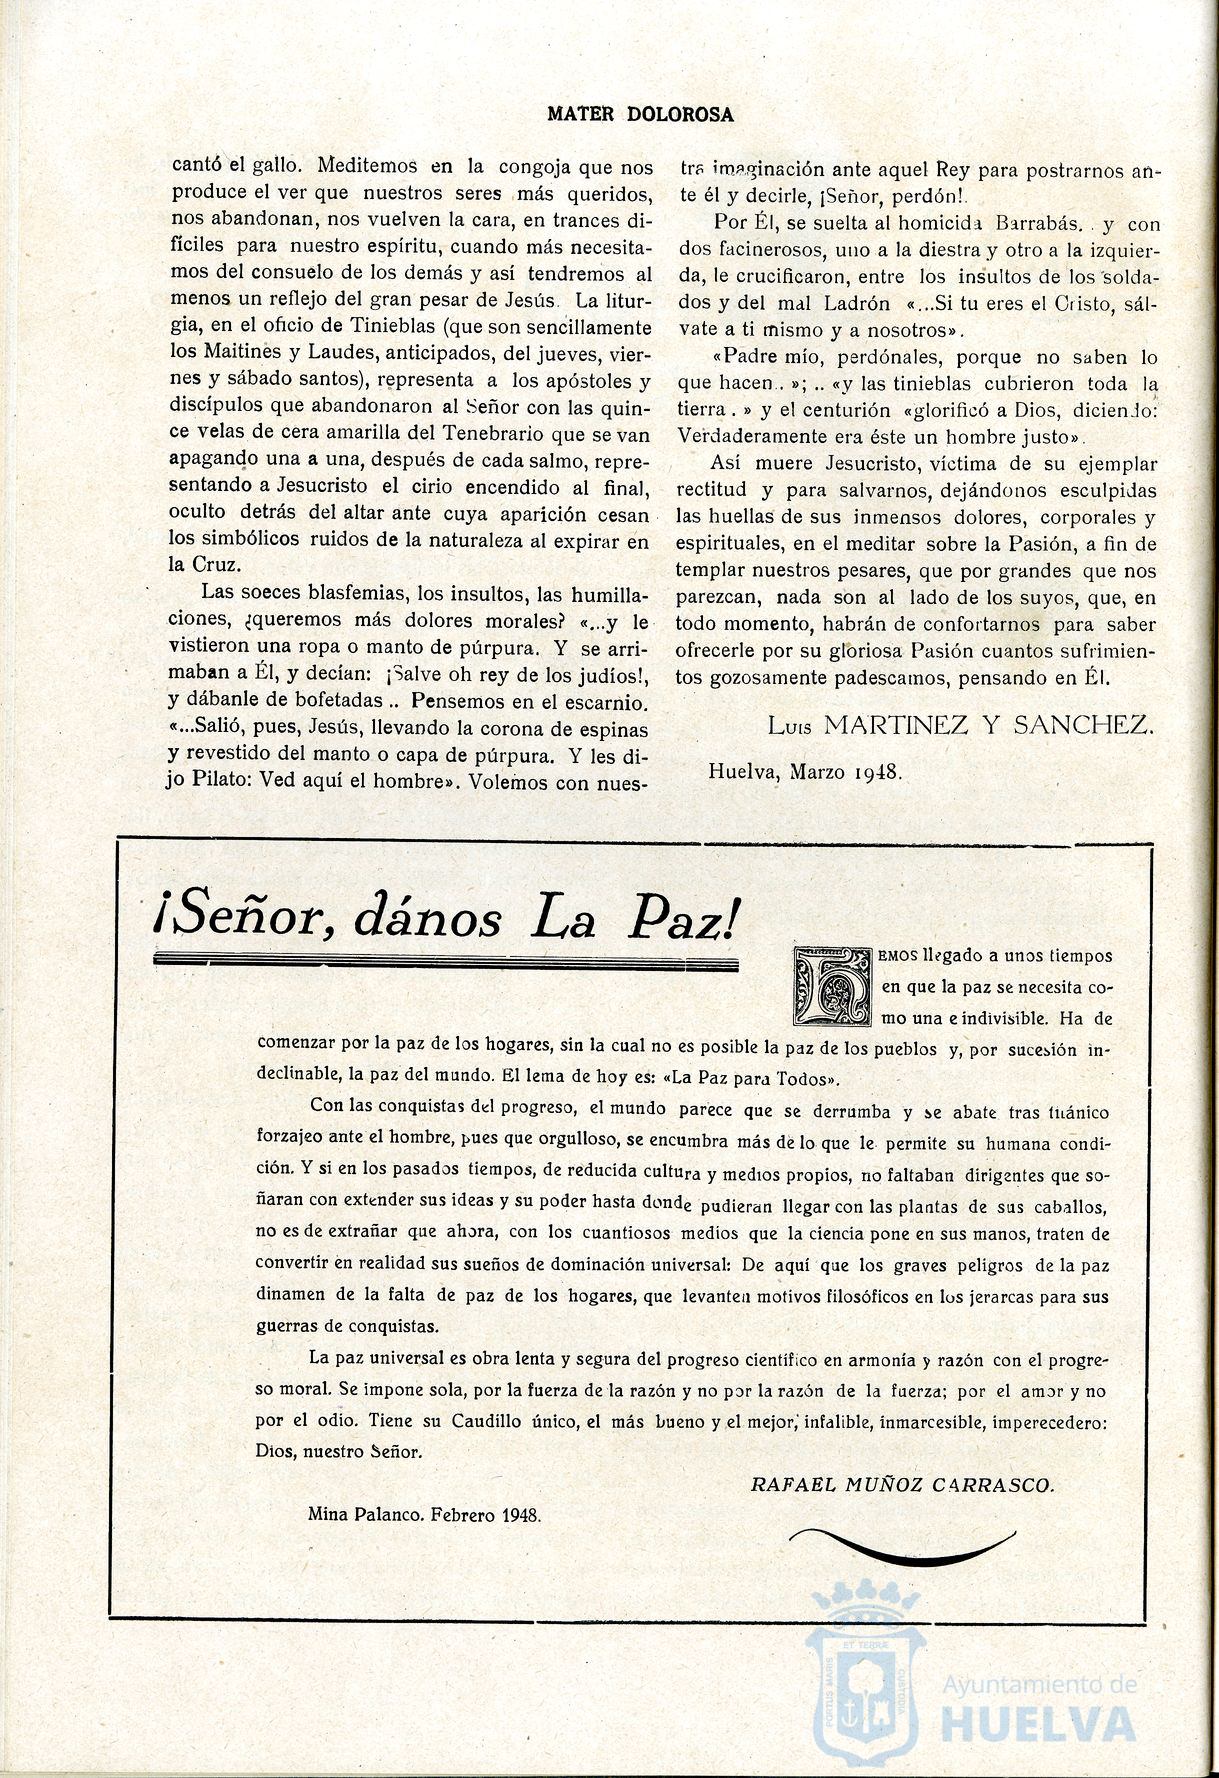 MATER DOLOROSA
cantó el gallo. Meditemos en la congoja que nos
produce el ver que nuestros seres más queridos,
nos abandonan, nos vuelven la cara, en trances di-
fíciles para nuestro espíritu, cuando más necesita-
mos del consuelo de los demás y así tendremos al
menos un reflejo del gran pesar de Jesús. La litur-
gia, en el oficio de Tinieblas (que son sencillamente
los Maitines y Laudes, anticipados, del jueves, vier-
nes y sábado santos), representa a los apóstoles y
discípulos que abandonaron al Señor con las quin-
ce velas de cera amarilla del Tenebrario que se van
apagando una a una, después de cada salmo, repre-
sentando a Jesucristo el cirio encendido al final,
oculto detrás del altar ante cuya aparición cesan
los simbólicos ruidos de la naturaleza al expirar en
la Cruz.
Las soeces blasfemias, los insultos, las humilla-
ciones, ¿queremos más dolores morales? «...y le
vistieron una ropa o manto de púrpura. Y se arri-
maban a Él, y decían: ¡Salve oh rey de los judíos!,
y dábanle de bofetadas .. Pensemos en el escarnio.
«...Salió, pues, Jesús, llevando la corona de espinas
y revestido del manto o capa de púrpura. Y les di-
jo Pilato: Ved aquí el hombre». Volemos con nues-
tra imaginación ante aquel Rey para postrarnos an-
te él y decirle, ¡Señor, perdón!.
Por Él, se suelta al homicida Barrabás. . y con
dos facinerosos, uno a la diestra y otro a la izquier-
da, le crucificaron, entre los insultos de los solda-
dos y del mal Ladrón «...Si tu eres el Cristo, sál-
vate a ti mismo y a nosotros».
«Padre mío, perdónales, porque no saben lo
que hacen.. »; .. «y las tinieblas cubrieron toda la
tierra . » y el centurión «glorificó a Dios, diciendo:
Verdaderamente era éste un hombre justo».
Así muere Jesucristo, víctima de su ejemplar
rectitud y para salvarnos, dejándonos esculpidas
las huellas de sus inmensos dolores, corporales y
espirituales, en el meditar sobre la Pasión, a fin de
templar nuestros pesares, que por grandes que nos
parezcan, nada son al lado de los suyos, que, en
todo momento, habrán de confortarnos para saber
ofrecerle por su gloriosa Pasión cuantos sufrimien-
tos gozosamente padescamos, pensando en Él.
Luis MARTINEZ Y SANCHEZ.
Huelva, Marzo 1948.
¡Señor, dános La Paz!
HEMOS llegado a unos tiempos
en que la paz se necesita co-
mo una e indivisible. Ha de
comenzar por la paz de los hogares, sin la cual no es posible la paz de los pueblos y, por sucesión in-
declinable, la paz del mundo. El lema de hoy es: «La Paz para Todos».
Con las conquistas del progreso, el mundo parece que se derrumba y se abate tras titánico
forzajeo ante el hombre, pues que orgulloso, se encumbra más de lo que le permite su humana condi-
ción. Y si en los pasados tiempos, de reducida cultura y medios propios, no faltaban dirigentes que so-
ñaran con extender sus ideas y su poder hasta donde pudieran llegar con las plantas de sus caballos,
no es de extrañar que ahora, con los cuantiosos medios que la ciencia pone en sus manos, traten de
convertir en realidad sus sueños de dominación universal: De aquí que los graves peligros de la paz
dinamen de la falta de paz de los hogares, que levanten motivos filosóficos en los jerarcas para sus
guerras de conquistas.
La paz universal es obra lenta y segura del progreso científico en armonía y razón con el progre-
so moral. Se impone sola, por la fuerza de la razón y no por la razón de la fuerza; por el amor y no
por el odio. Tiene su Caudillo único, el más bueno y el mejor, infalible, inmarcesible, imperecedero:
Dios, nuestro Señor.
RAFAEL MUÑOZ CARRASCO.
Mina Palanco. Febrero 1948.
ET TERRÆ
PORTUS MARIS
CUSTODIA
Ayuntamiento de
HUELVA